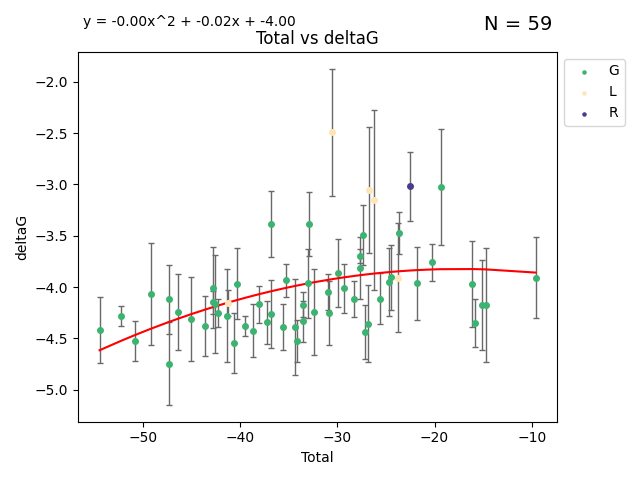 y = -0.00x^2 + -0.02x + -4.00
N = 59
Total vs deltaG
G
L
R
deltaG
−2.0
−2.5
−3.0
−3.5
−4.0
−4.5
−5.0
−50 −40 −30 −20 −10
Total